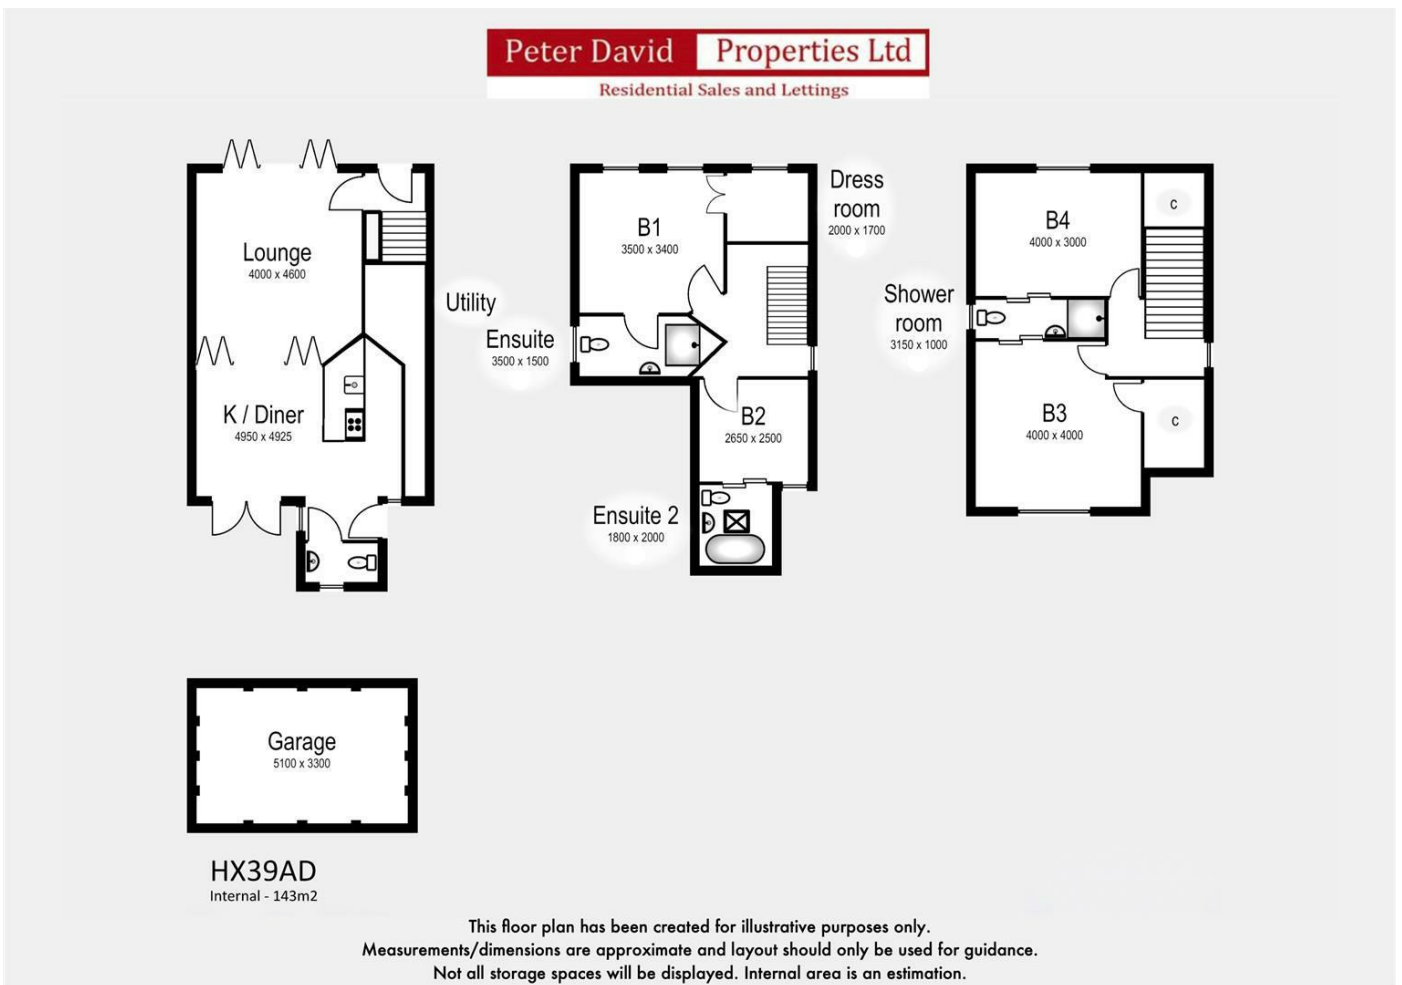 Peter David Properties Ltd
Residential Sales and Lettings
Lounge
4000 x 4600
Utility
K / Diner
4950 x 4925
B1
3500 x 3400
Dress
room
2000 x 1700
Ensuite
3500 x 1500
B2
2650 x 2500
Ensuite 2
1800 x 2000
B4
4000 x 3000
c
Shower
room
3150 x 1000
B3
4000 x 4000
c
Garage
5100 x 3300
HX39AD
Internal - 143m2
This floor plan has been created for illustrative purposes only.
Measurements/dimensions are approximate and layout should only be used for guidance.
Not all storage spaces will be displayed. Internal area is an estimation.